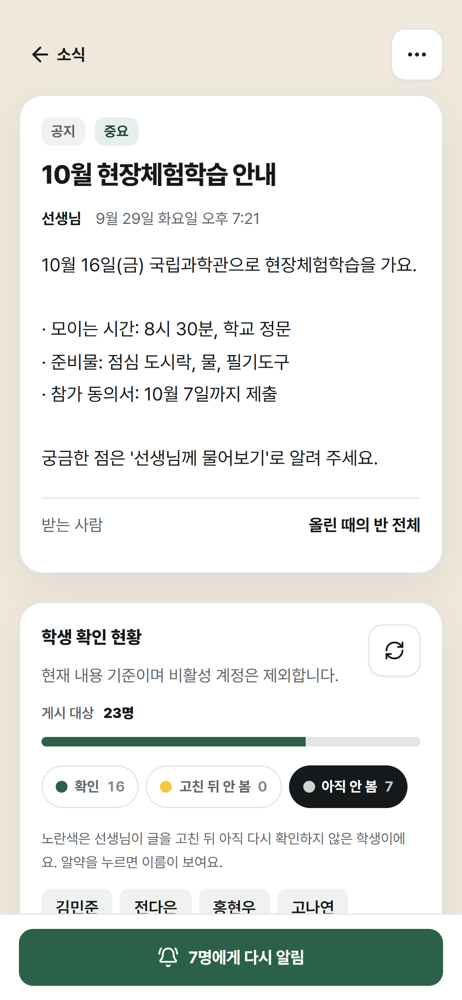 소식
공지
중요
10월 현장체험학습 안내
선생님 9월 29일 화요일 오후 7:21
10월 16일(금) 국립과학관으로 현장체험학습을 가요.
· 모이는 시간: 8시 30분, 학교 정문
· 준비물: 점심 도시락, 물, 필기도구
· 참가 동의서: 10월 7일까지 제출
궁금한 점은 '선생님께 물어보기'로 알려 주세요.
받는 사람 올린 때의 반 전체
학생 확인 현황
현재 내용 기준이며 비활성 계정은 제외합니다.
게시 대상 23명
확인 16 고친 뒤 안 봄 0 아직 안 봄 7
노란색은 선생님이 글을 고친 뒤 아직 다시 확인하지 않은 학생이에
요. 알약을 누르면 이름이 보여요.
김민준 전다은 홍현우 고나연
7명에게 다시 알림